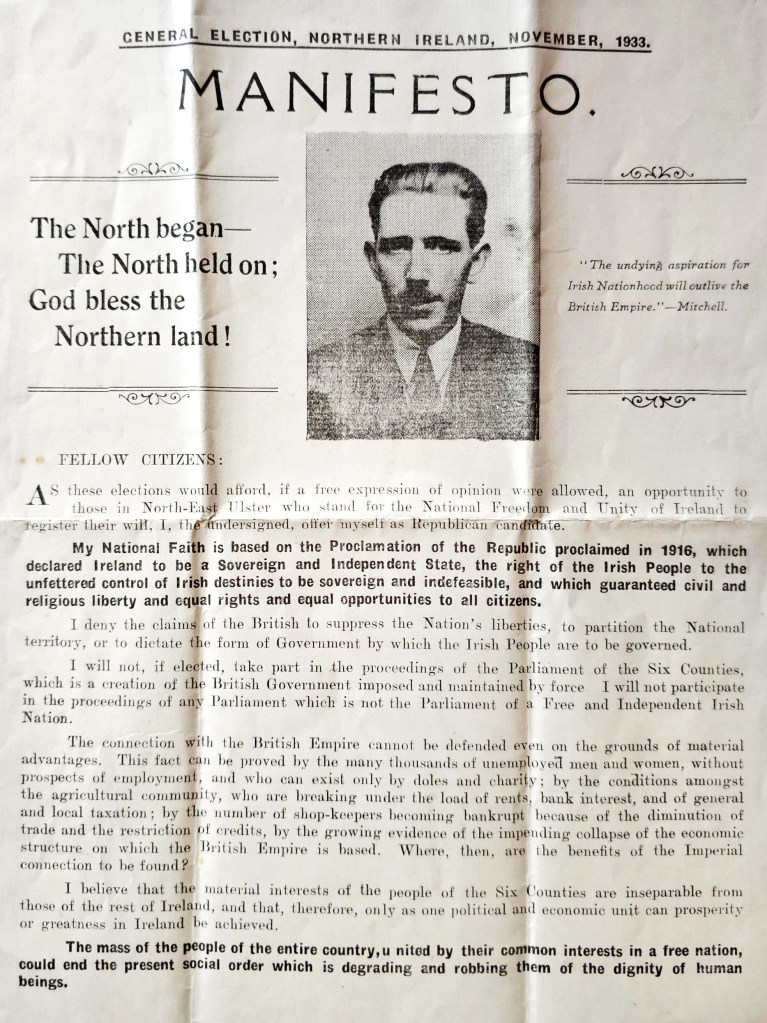 GENERAL ELECTION, NORTHERN IRELAND, NOVEMBER, 1933.
MANIFESTO.
The North began—
The North held on;
God bless the
Northern land!
"The undying aspiration for
Irish Nationhood will outlive the
British Empire."—Mitchell.
FELLOW CITIZENS:
AS these elections would afford, if a free expression of opinion were allowed, an opportunity to
those in North-East Ulster who stand for the National Freedom and Unity of Ireland to
register their will, I, the undersigned, offer myself as Republican candidate.
My National Faith is based on the Proclamation of the Republic proclaimed in 1916, which
declared Ireland to be a Sovereign and Independent State, the right of the Irish People to the
unfettered control of Irish destinies to be sovereign and indefeasible, and which guaranteed civil and
religious liberty and equal rights and equal opportunities to all citizens.
I deny the claims of the British to suppress the Nation's liberties, to partition the National
territory, or to dictate the form of Government by which the Irish People are to be governed.
I will not, if elected, take part in the proceedings of the Parliament of the Six Counties,
which is a creation of the British Government imposed and maintained by force I will not participate
in the proceedings of any Parliament which is not the Parliament of a Free and Independent Irish
Nation.
The connection with the British Empire cannot be defended even on the grounds of material
advantages. This fact can be proved by the many thousands of unemployed men and women, without
prospects of employment, and who can exist only by doles and charity; by the conditions amongst
the agricultural community, who are breaking under the load of rents, bank interest, and of general
and local taxation; by the number of shop-keepers becoming bankrupt because of the diminution of
trade and the restriction of credits, by the growing evidence of the impending collapse of the economic
structure on which the British Empire is based. Where, then, are the benefits of the Imperial
connection to be found?
I believe that the material interests of the people of the Six Counties are inseparable from
those of the rest of Ireland, and that, therefore, only as one political and economic unit can prosperity
or greatness in Ireland be achieved.
The mass of the people of the entire country,u nited by their common interests in a free nation,
could end the present social order which is degrading and robbing them of the dignity of human
beings.